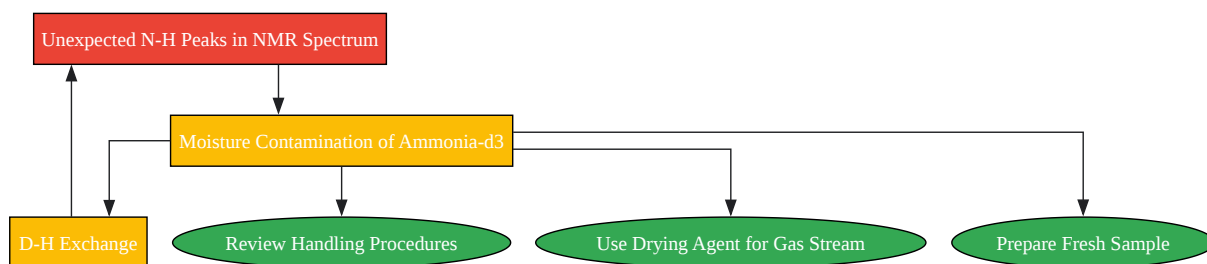 Unexpected N-H Peaks in NMR Spectrum
Moisture Contamination of Ammonia-d3
D-H Exchange
Review Handling Procedures
Use Drying Agent for Gas Stream
Prepare Fresh Sample